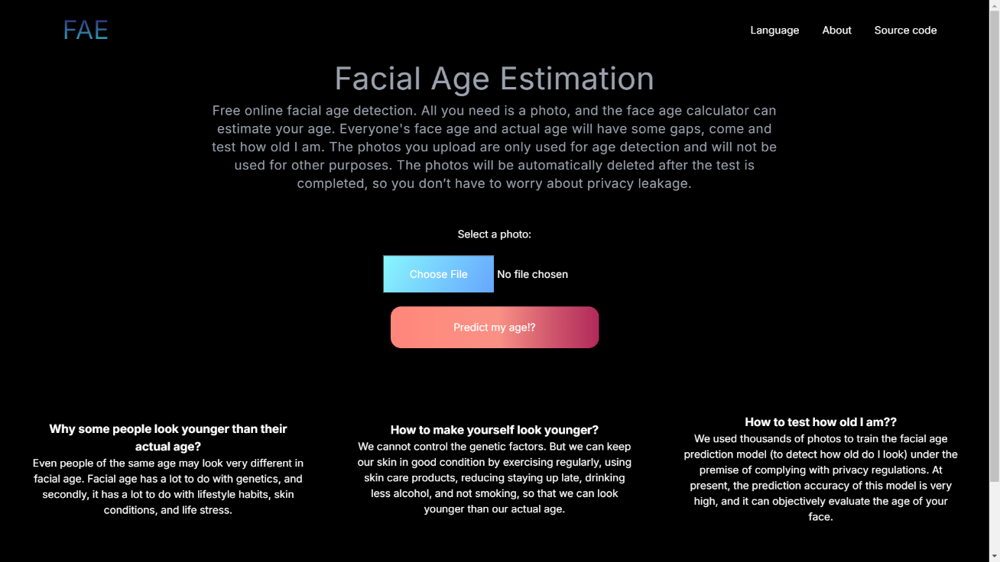 FAE
Language
About
Source code
Facial Age Estimation
Free online facial age detection. All you need is a photo, and the face age calculator can
estimate your age. Everyone's face age and actual age will have some gaps, come and
test how old I am. The photos you upload are only used for age detection and will not be
used for other purposes. The photos will be automatically deleted after the test is
completed, so you don’t have to worry about privacy leakage.
Select a photo:
Choose File
No file chosen
Predict my age!?
Why some people look younger than their
actual age?
Even people of the same age may look very different in
facial age. Facial age has a lot to do with genetics, and
secondly, it has a lot to do with lifestyle habits, skin
conditions, and life stress.
How to make yourself look younger?
We cannot control the genetic factors. But we can keep
our skin in good condition by exercising regularly, using
skin care products, reducing staying up late, drinking
less alcohol, and not smoking, so that we can look
younger than our actual age.
How to test how old I am??
We used thousands of photos to train the facial age
prediction model (to detect how old do I look) under the
premise of complying with privacy regulations. At
present, the prediction accuracy of this model is very
high, and it can objectively evaluate the age of your
face.